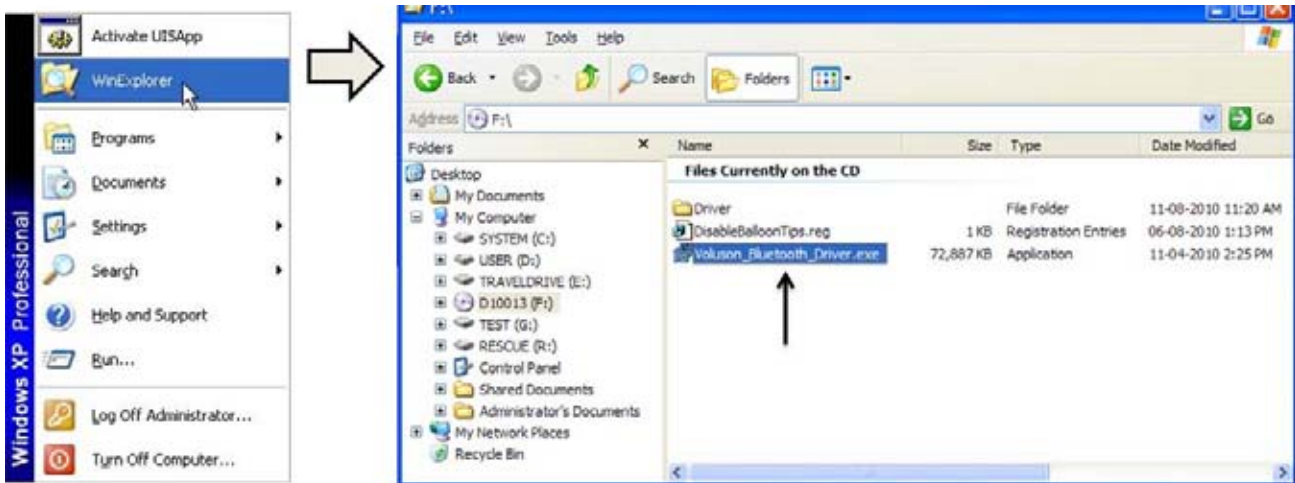 Windows XP Professional
Activate UISApp
WinExplorer
Programs
Documents
Settings
Search
Help and Support
Run...
Log Off Administrator...
Turn Off Computer...
F:\
File Edit View Tools Help
Back Search Folders
Address F:\ Go
Folders x Name Size Type Date Modified
Files Currently on the CD
Desktop
My Documents
My Computer
SYSTEM (C:)
USER (D:)
TRAVELDRIVE (E:)
D10013 (F:)
TEST (G:)
RESCUE (R:)
Control Panel
Shared Documents
Administrator's Documents
My Network Places
Recycle Bin
Driver File Folder 11-08-2010 11:20 AM
DisableBalloonTips.reg 1 KB Registration Entries 06-08-2010 1:13 PM
Voluson_Bluetooth_Driver.exe 72,887 KB Application 11-04-2010 2:25 PM